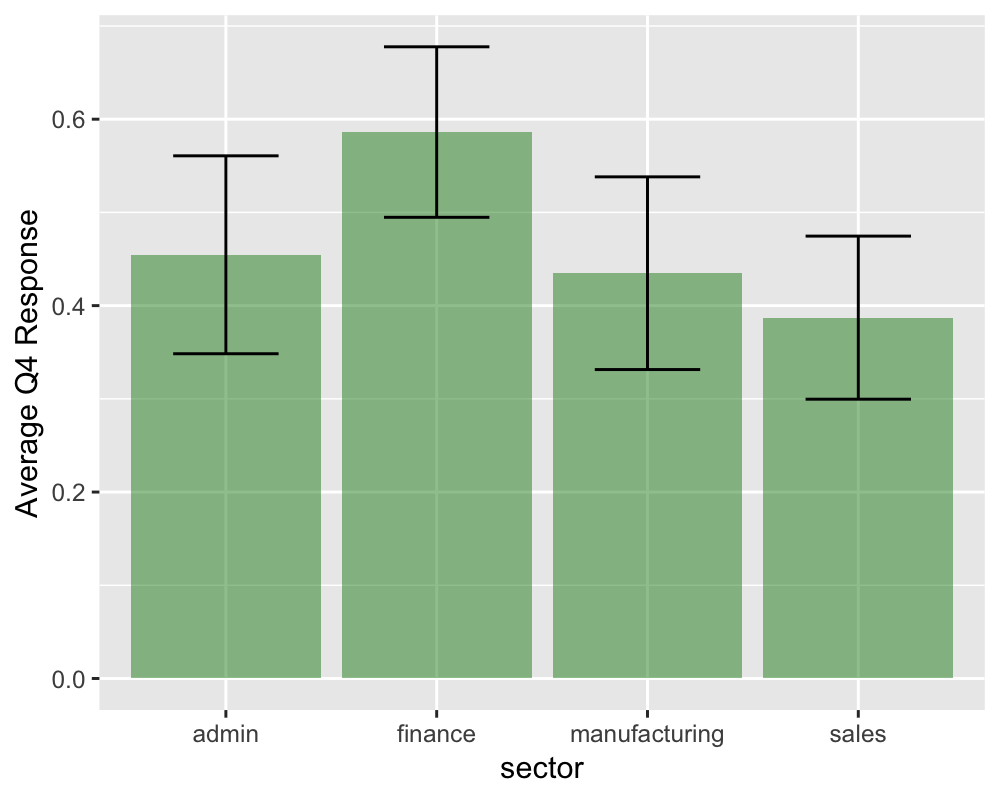 Average Q4 Response
0.6
0.4
0.2
0.0
admin finance manufacturing sales
sector